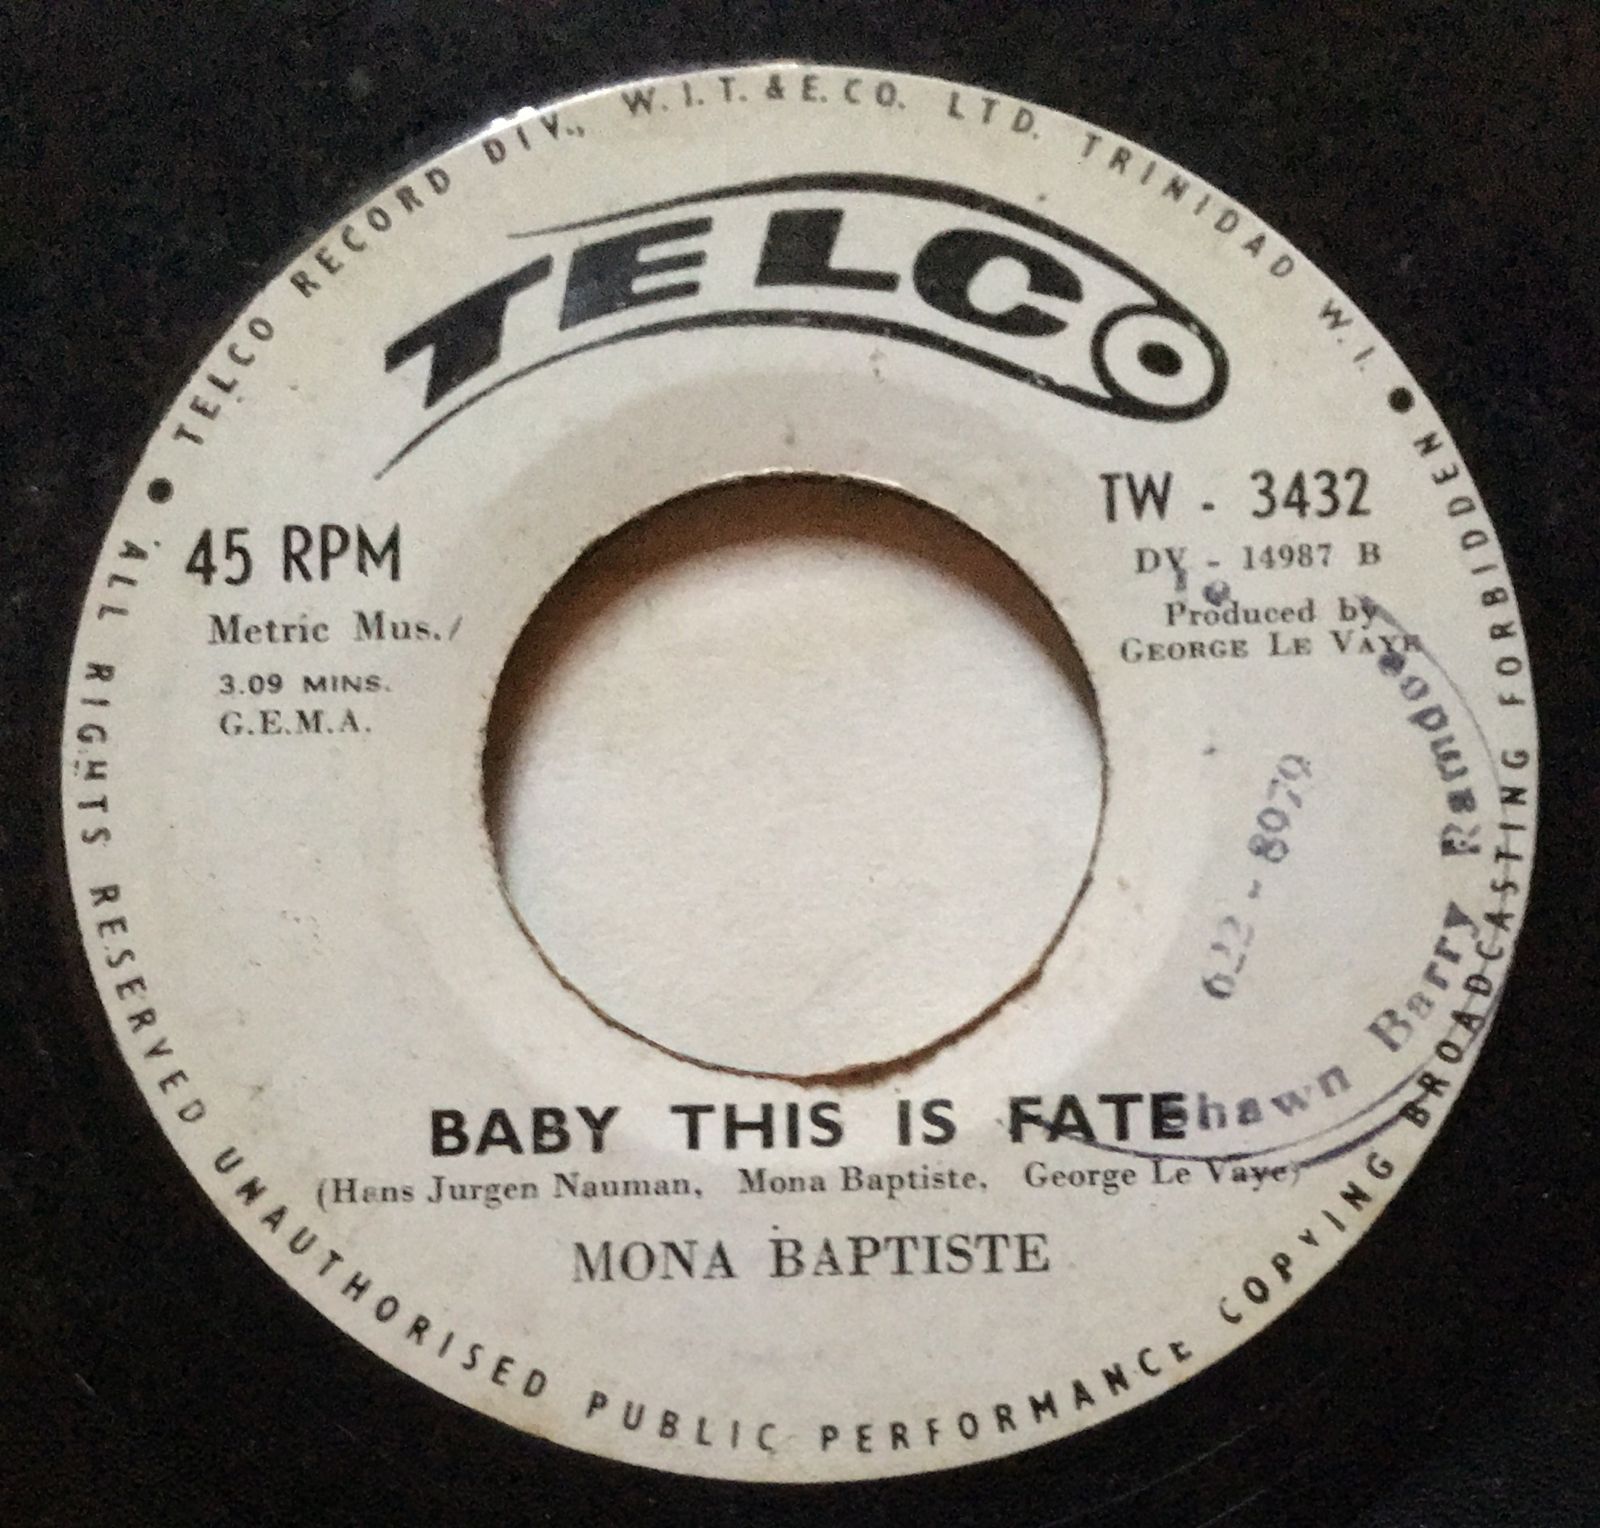 TELCO RECORD DIV., W.I.T. & E. CO. LTD. TRINIDAD W.I.
TELCO
45 RPM
Metric Mus./
3.09 MINS.
G.E.M.A.
TW - 3432
DY - 14987 B
Produced by
GEORGE LE VAYE
622-8079
Shawn Barry Ramdoo
BABY THIS IS FATE
(Hans Jurgen Nauman, Mona Baptiste, George Le Vaye)
MONA BAPTISTE
ALL RIGHTS RESERVED UNAUTHORISED PUBLIC PERFORMANCE COPYING BROADCASTING FORBIDDEN